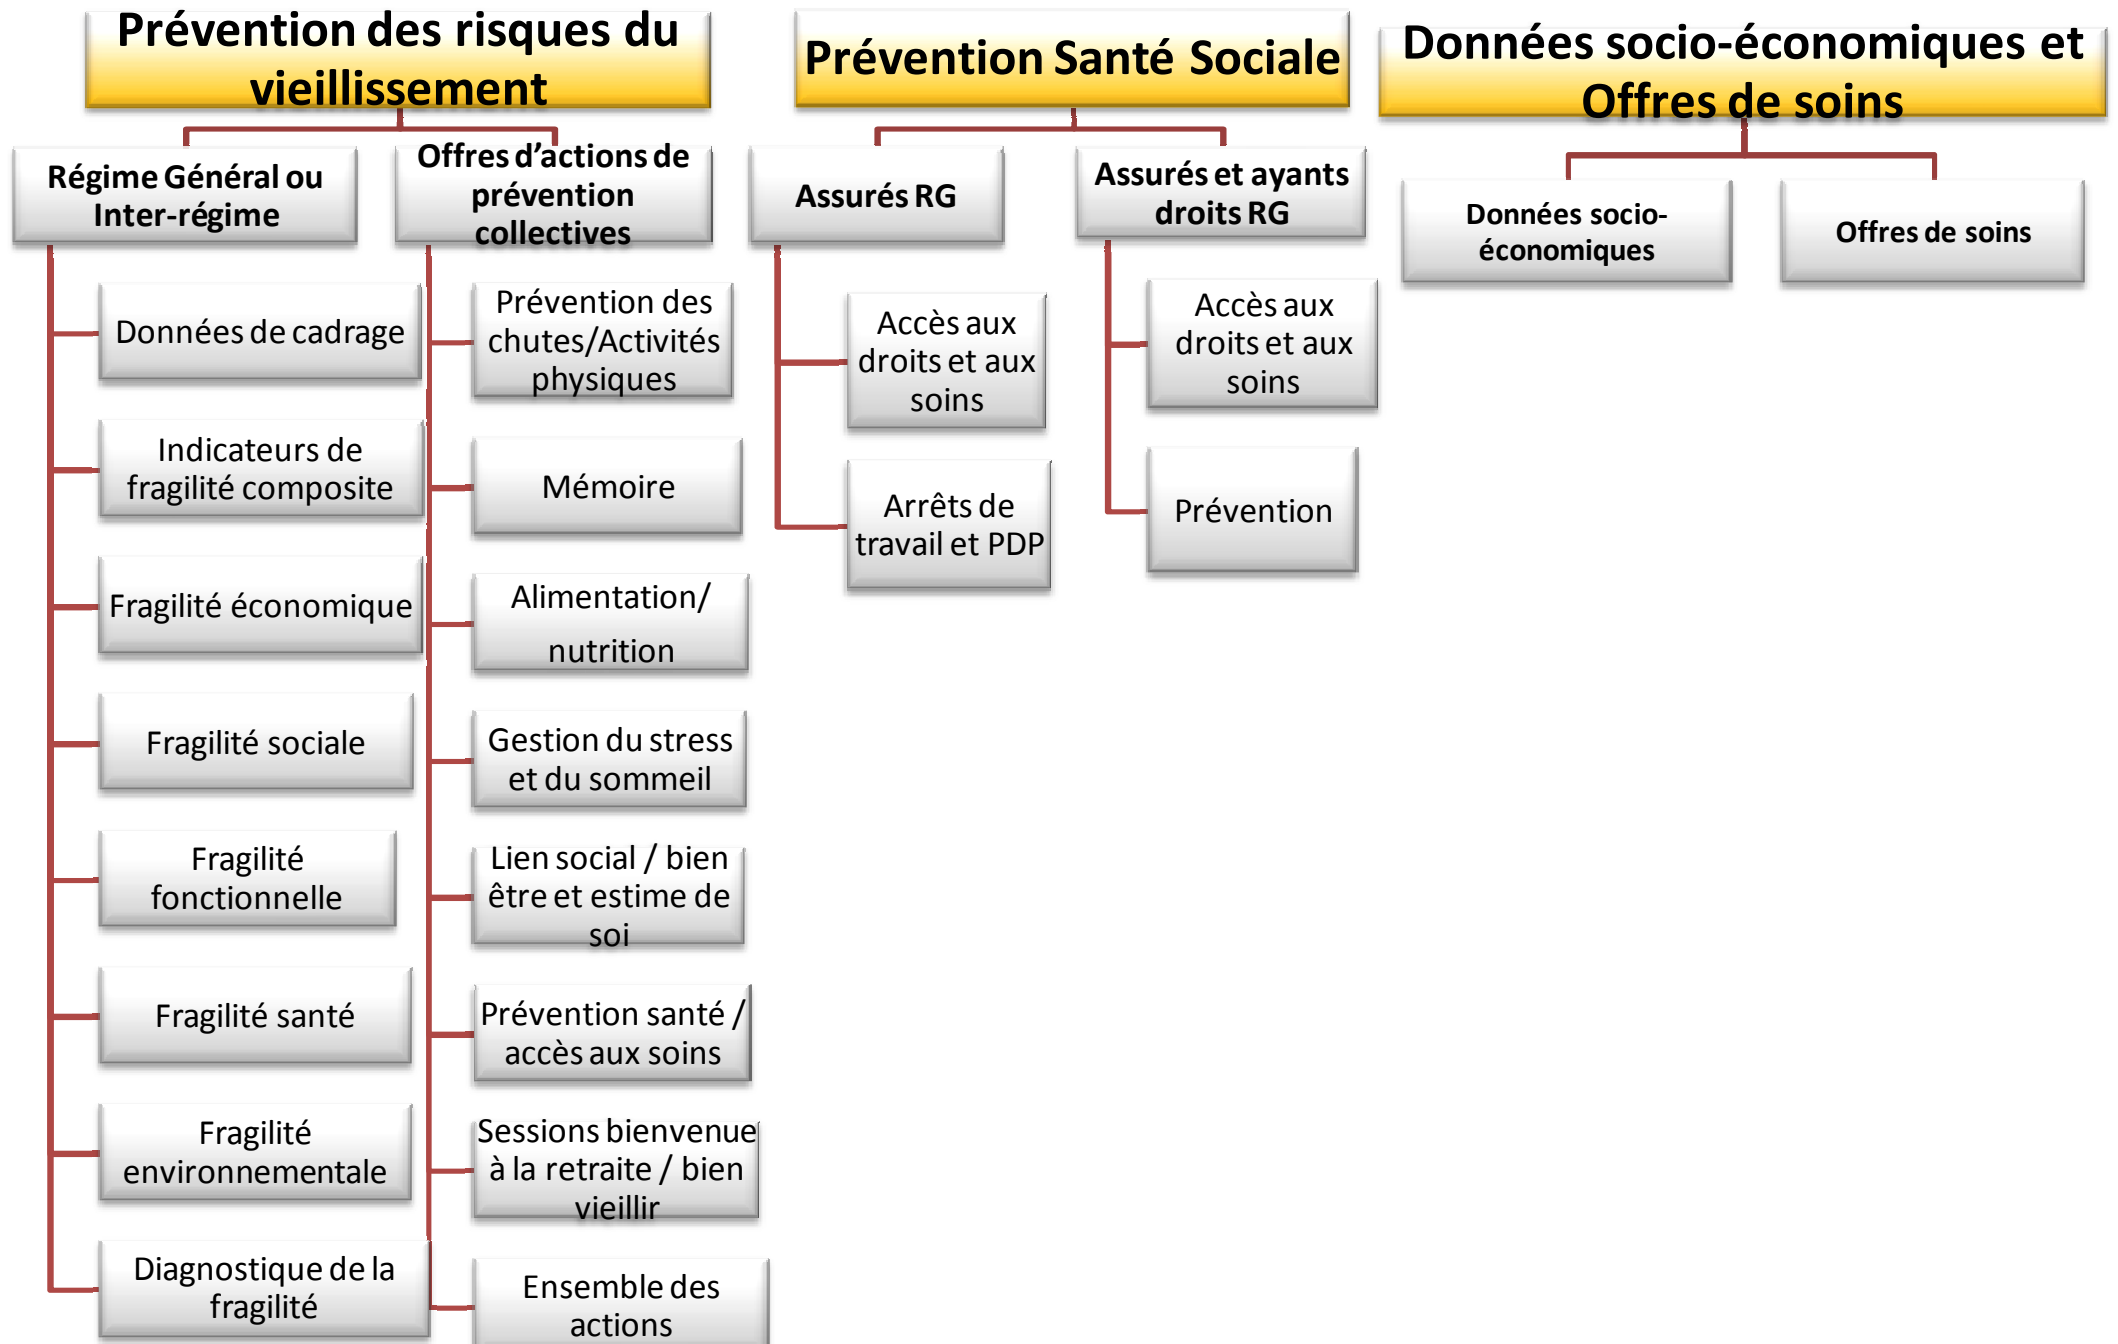 Prévention des risques du
vieillissement
Régime Général ou
Inter-régime
Données de cadrage
Indicateurs de
fragilité composite
Fragilité économique
Fragilité sociale
Fragilité
fonctionnelle
Fragilité santé
Fragilité
environnementale
Diagnostique de la
fragilité
Offres d’actions de
prévention
collectives
Prévention des
chutes/Activités
physiques
Mémoire
Alimentation/
nutrition
Gestion du stress
et du sommeil
Lien social / bien
être et estime de
soi
Prévention santé /
accès aux soins
Sessions bienvenue
à la retraite / bien
vieillir
Ensemble des
actions
Prévention Santé Sociale
Assurés RG
Accès aux
droits et aux
soins
Arrêts de
travail et PDP
Assurés et ayants
droits RG
Accès aux
droits et aux
soins
Prévention
Données socio-économiques et
Offres de soins
Données socio-
économiques
Offres de soins